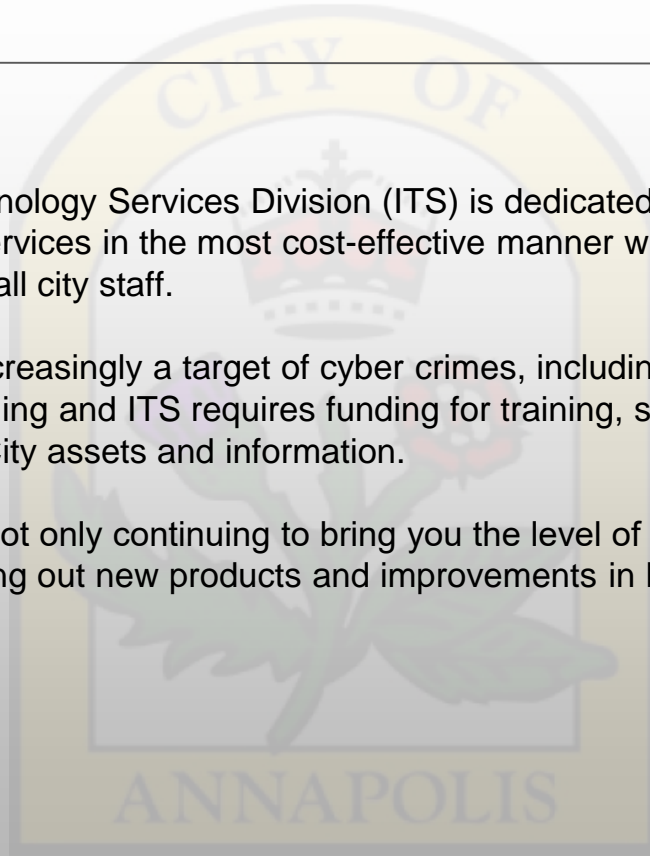 CITY OF
nology Services Division (ITS) is dedicated
ervices in the most cost-effective manner w
all city staff.
creasingly a target of cyber crimes, includin
ing and ITS requires funding for training, s
City assets and information.
ot only continuing to bring you the level of
ng out new products and improvements in
ANNAPOLIS